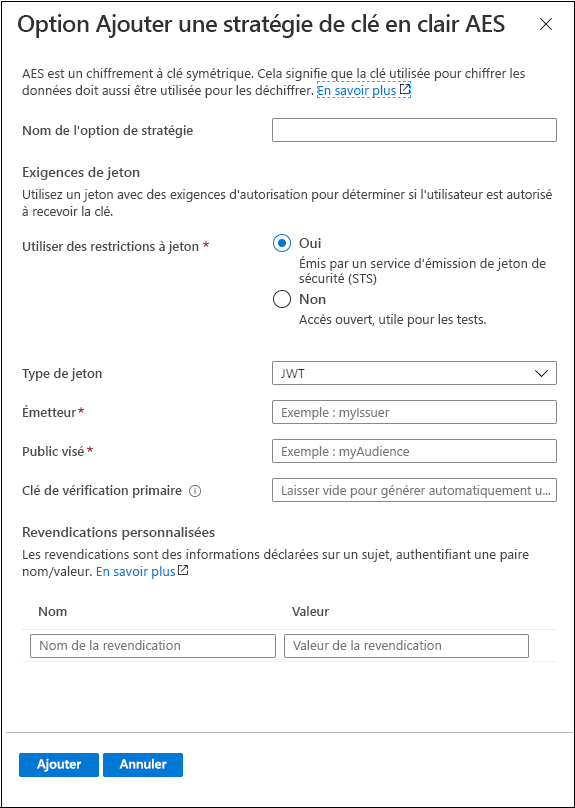 Option Ajouter une stratégie de clé en clair AES
AES est un chiffrement à clé symétrique. Cela signifie que la clé utilisée pour chiffrer les
données doit aussi être utilisée pour les déchiffrer. En savoir plus
Nom de l'option de stratégie
Exigences de jeton
Utilisez un jeton avec des exigences d'autorisation pour déterminer si l'utilisateur est autorisé
à recevoir la clé.
Utiliser des restrictions à jeton *
Oui
Émis par un service d'émission de jeton de
sécurité (STS)
Non
Accès ouvert, utile pour les tests.
Type de jeton
JWT
Émetteur*
Exemple : myIssuer
Public visé*
Exemple : myAudience
Clé de vérification primaire
Laisser vide pour générer automatiquement u...
Revendications personnalisées
Les revendications sont des informations déclarées sur un sujet, authentifiant une paire
nom/valeur. En savoir plus
Nom Valeur
Nom de la revendication Valeur de la revendication
Ajouter Annuler